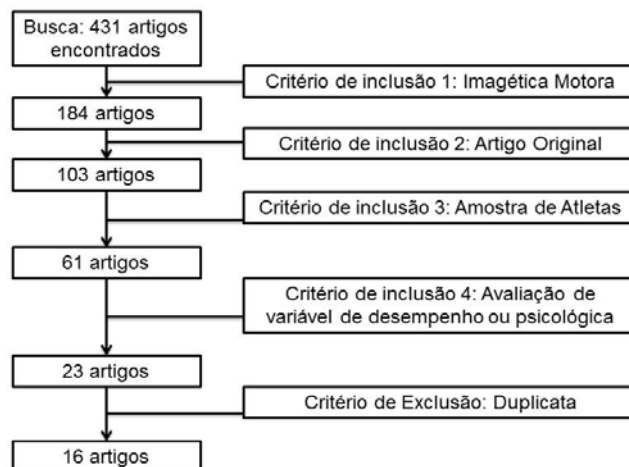 Busca: 431 artigos
encontrados
Critério de inclusão 1: Imagética Motora
184 artigos
Critério de inclusão 2: Artigo Original
103 artigos
Critério de inclusão 3: Amostra de Atletas
61 artigos
Critério de inclusão 4: Avaliação de
variável de desempenho ou psicológica
23 artigos
Critério de Exclusão: Duplicata
16 artigos